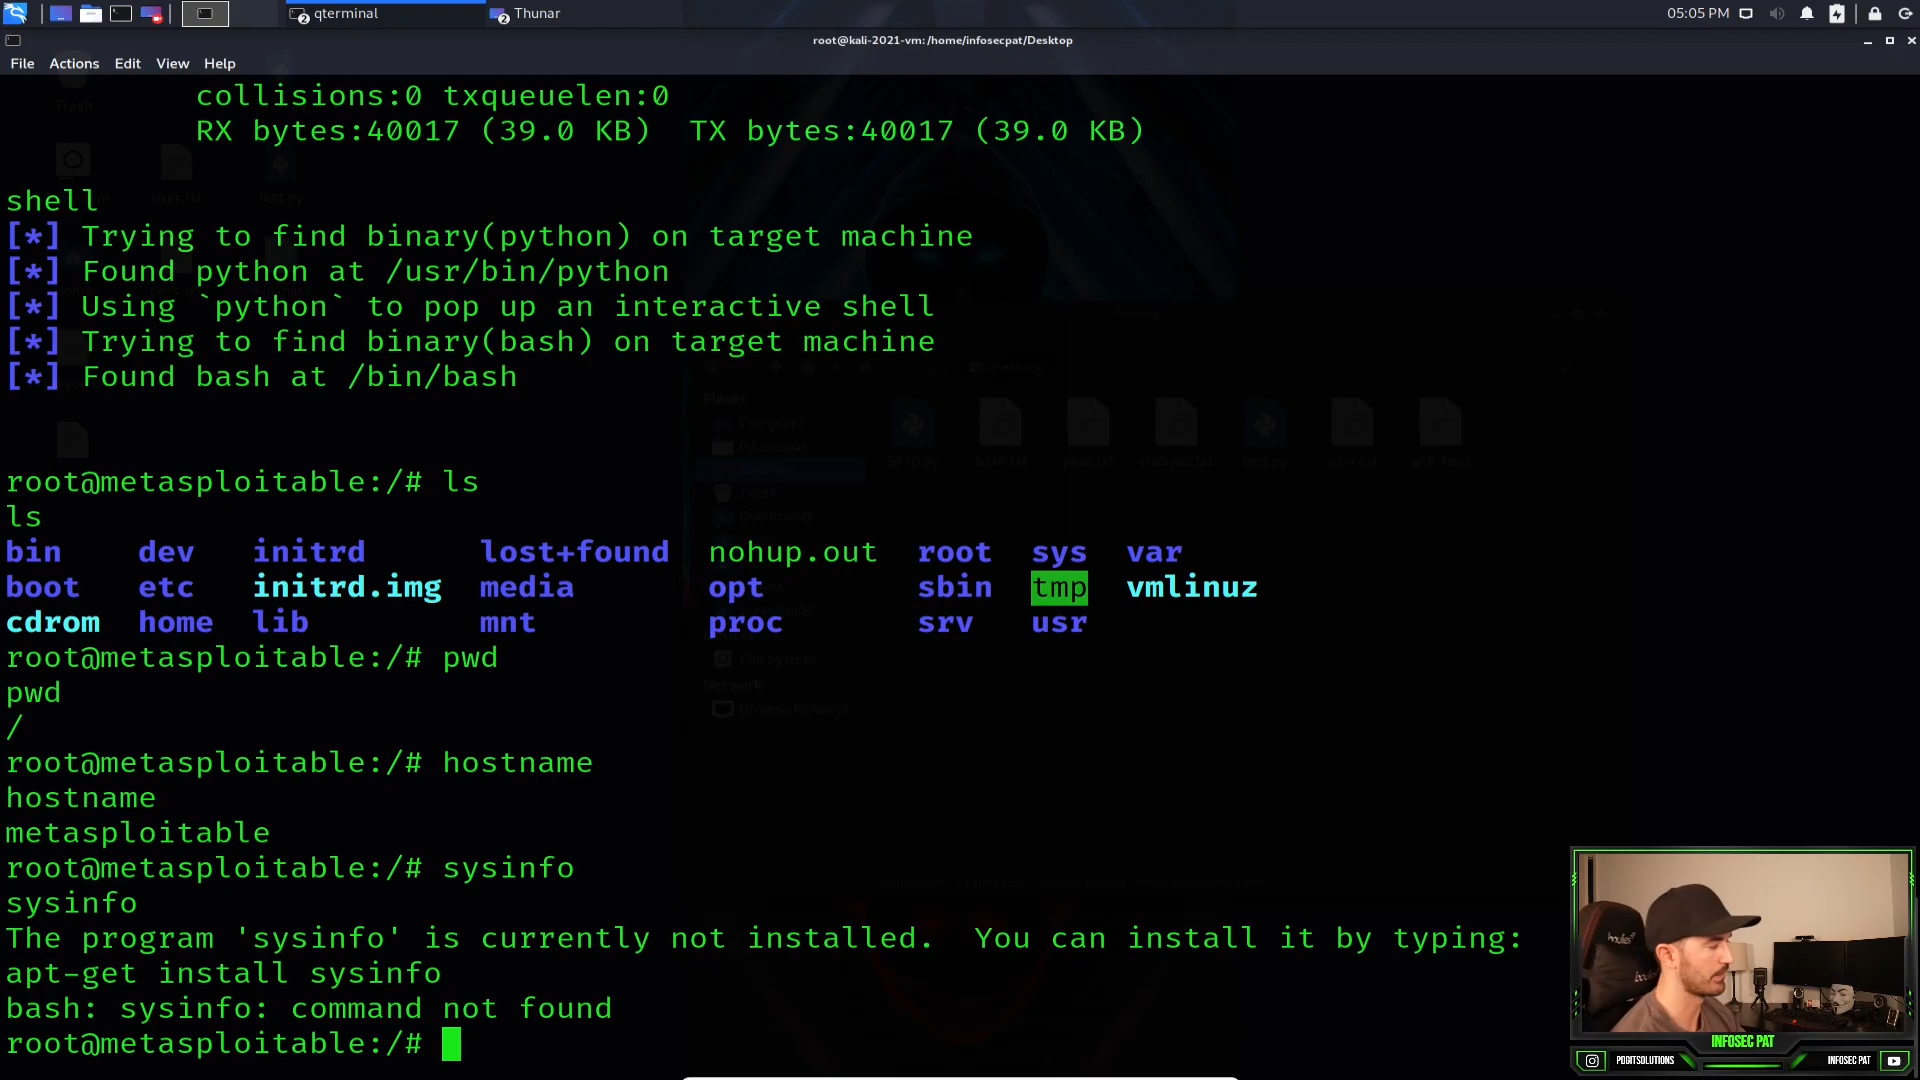 qterminal
Thunar
05:05 PM
root@kali-2021-vm:/home/infosecpat/Desktop
File Actions Edit View Help
collisions:0 txqueuelen:0
RX bytes:40017 (39.0 KB)  TX bytes:40017 (39.0 KB)
shell
[*] Trying to find binary(python) on target machine
[*] Found python at /usr/bin/python
[*] Using `python` to pop up an interactive shell
[*] Trying to find binary(bash) on target machine
[*] Found bash at /bin/bash
root@metasploitable:/# ls
ls
bin dev initrd lost+found nohup.out root sys var
boot etc initrd.img media opt sbin tmp vmlinuz
cdrom home lib mnt proc srv usr
root@metasploitable:/# pwd
pwd
/
root@metasploitable:/# hostname
hostname
metasploitable
root@metasploitable:/# sysinfo
sysinfo
The program 'sysinfo' is currently not installed.  You can install it by typing:
apt-get install sysinfo
bash: sysinfo: command not found
root@metasploitable:/#
INFOSEC PAT
PDGITSOLUTIONS
INFOSEC PAT